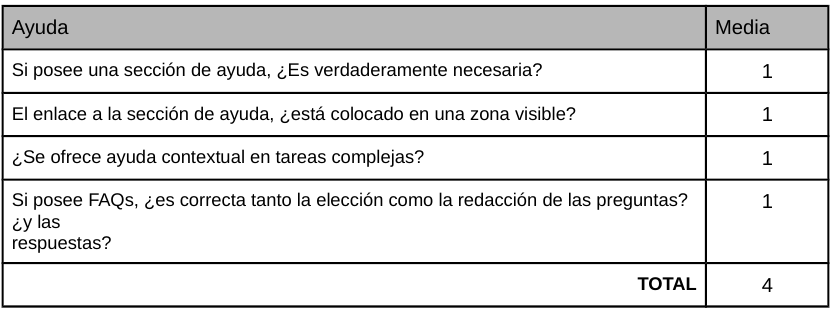 Ayuda Media
Si posee una sección de ayuda, ¿Es verdaderamente necesaria? 1
El enlace a la sección de ayuda, ¿está colocado en una zona visible? 1
¿Se ofrece ayuda contextual en tareas complejas? 1
Si posee FAQs, ¿es correcta tanto la elección como la redacción de las preguntas? 1
¿y las
respuestas?
TOTAL 4